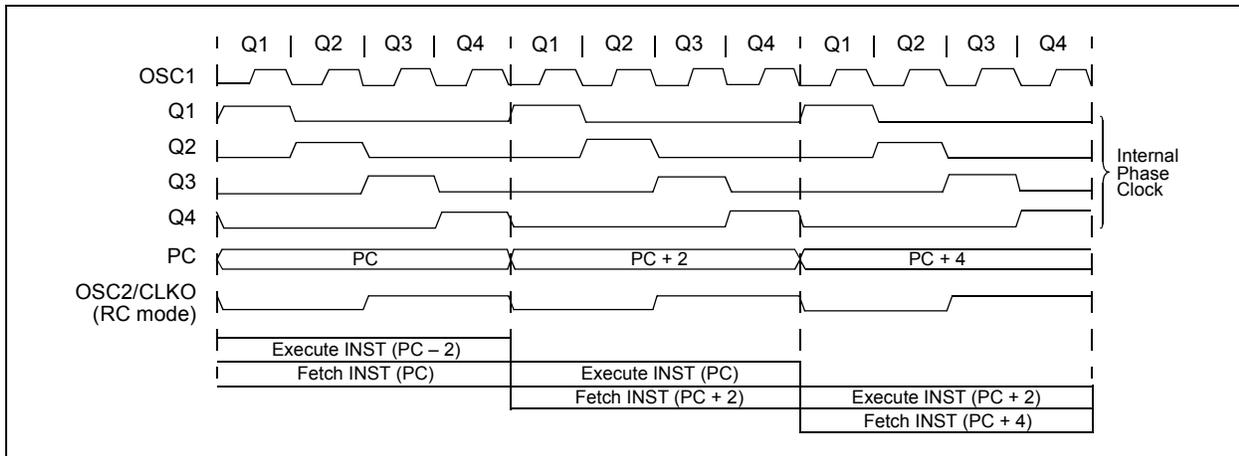 Q1 Q2 Q3 Q4 Q1 Q2 Q3 Q4 Q1 Q2 Q3 Q4
OSC1
Q1
Q2
Q3
Q4
Internal
Phase
Clock
PC PC PC + 2 PC + 4
OSC2/CLKO
(RC mode)
Execute INST (PC – 2)
Fetch INST (PC) Execute INST (PC)
Fetch INST (PC + 2) Execute INST (PC + 2)
Fetch INST (PC + 4)